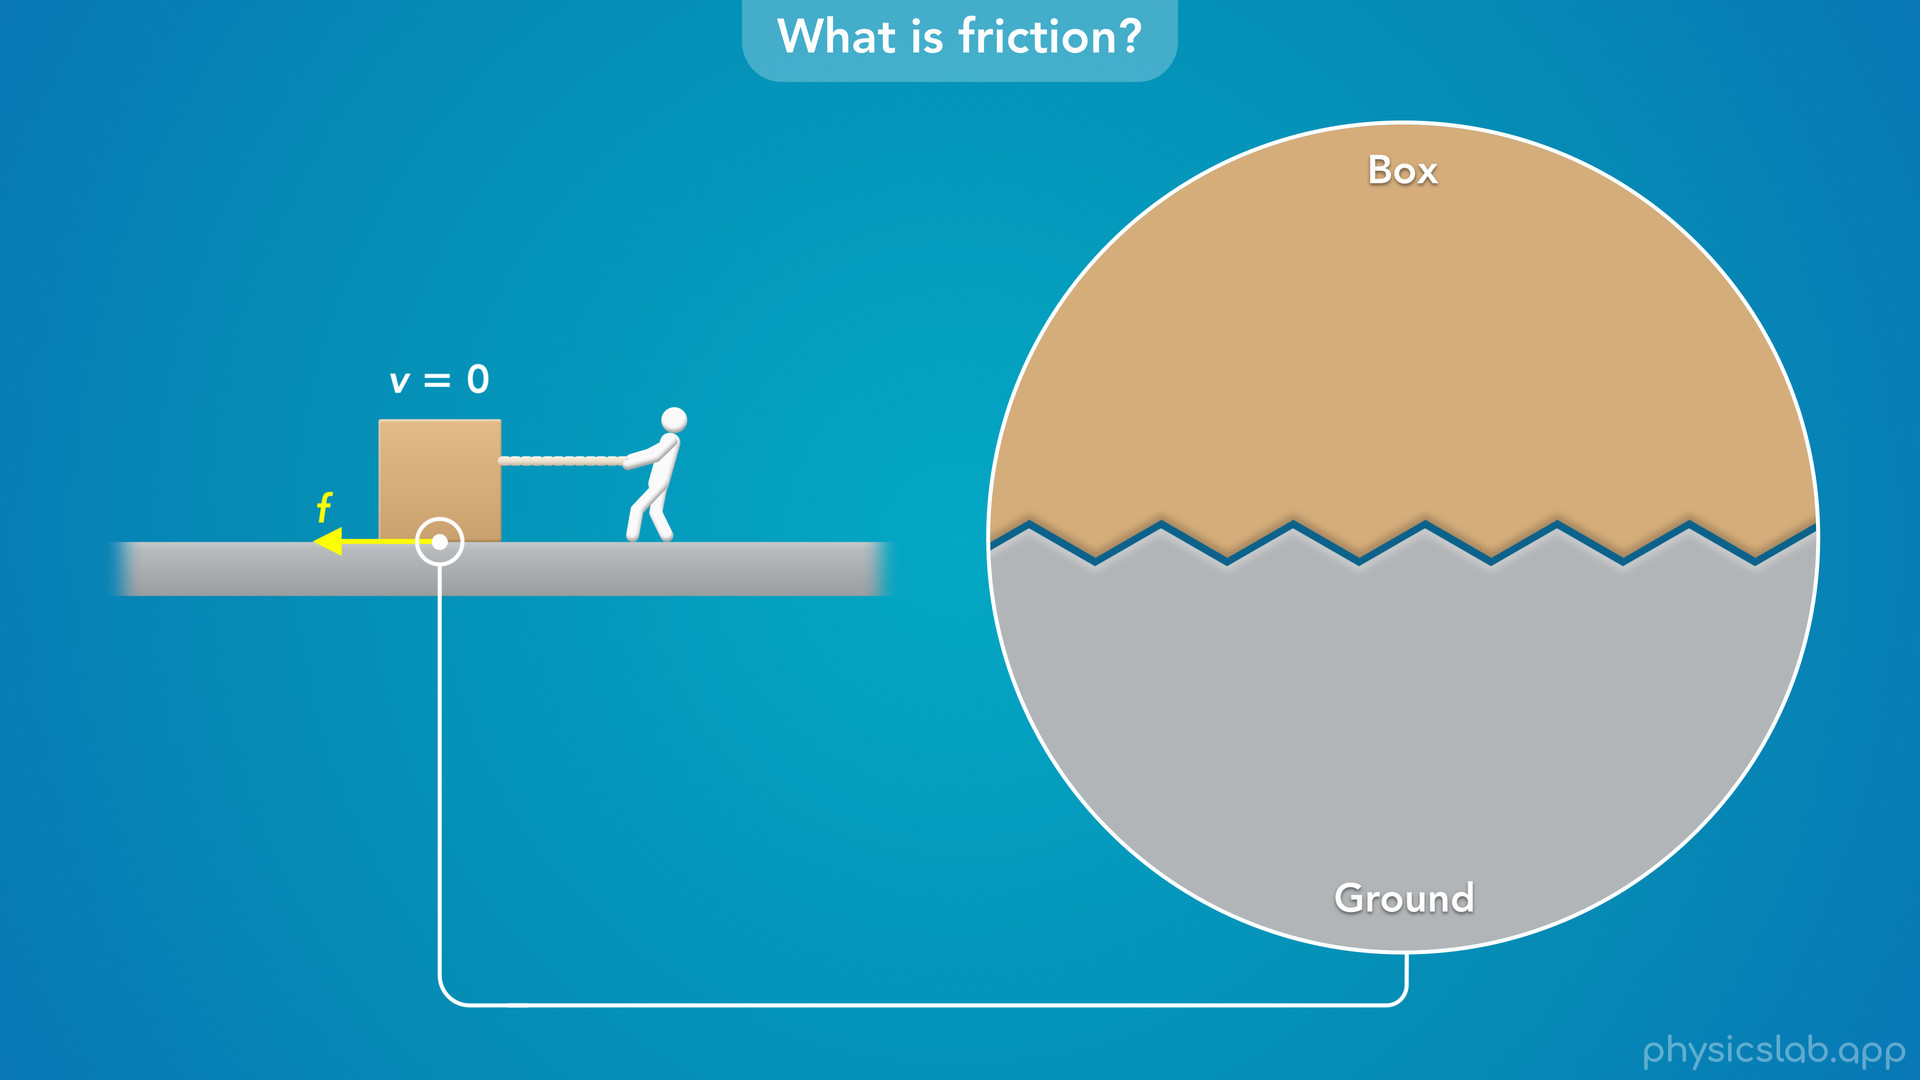 What is friction?
Box
v = 0
f
Ground
physicslab.app